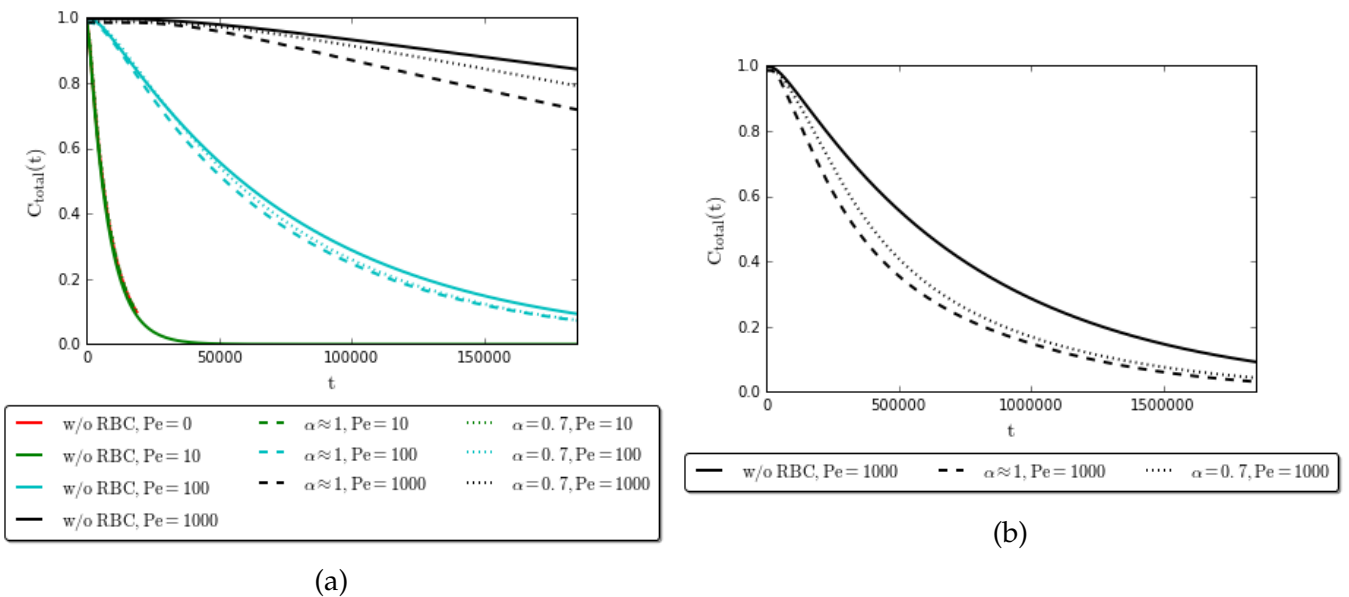 1.0
0.8
0.6
0.4
0.2
0.0
C_total(t)
0 50000 100000 150000
t
w/o RBC, Pe = 0
w/o RBC, Pe = 10
w/o RBC, Pe = 100
w/o RBC, Pe = 1000
α ≈ 1, Pe = 10
α ≈ 1, Pe = 100
α ≈ 1, Pe = 1000
α = 0.7, Pe = 10
α = 0.7, Pe = 100
α = 0.7, Pe = 1000
(a)
1.0
0.8
0.6
0.4
0.2
0.0
C_total(t)
0 500000 1000000 1500000
t
w/o RBC, Pe = 1000 α ≈ 1, Pe = 1000 α = 0.7, Pe = 1000
(b)